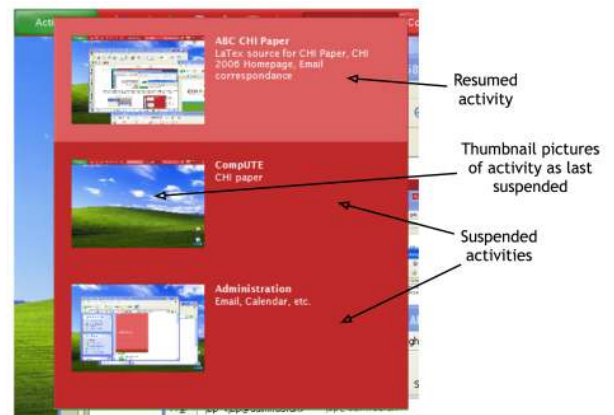 ABC CHI Paper
LaTex source for CHI Paper, CHI
2006 Homepage, Email
correspondance
Resumed
activity
Thumbnail pictures
of activity as last
suspended
CompUTE
CHI paper
Suspended
activities
Administration
Email, Calendar, etc.